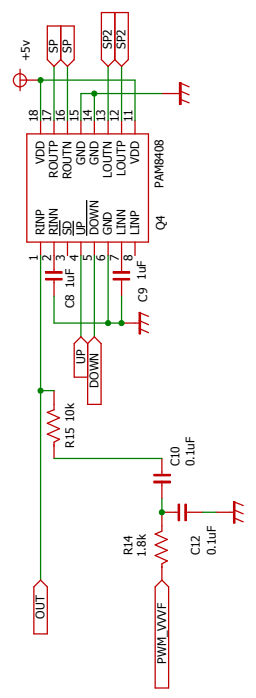 +5v
SP
SP
SP2
SP2
18
17
16
15
14
13
12
11
VDD
ROUTP
ROUTN
GND
GND
LOUTN
LOUTP
VDD
PAM8408
Q4
RINP
RINN
SD
UP
DOWN
GND
LINN
LINP
1
2
3
4
5
6
7
8
C8 1uF
1uF
C9
UP
DOWN
R15 10k
C10
0.1uF
R14
1.8k
C12
0.1uF
OUT
PWM_VVVF